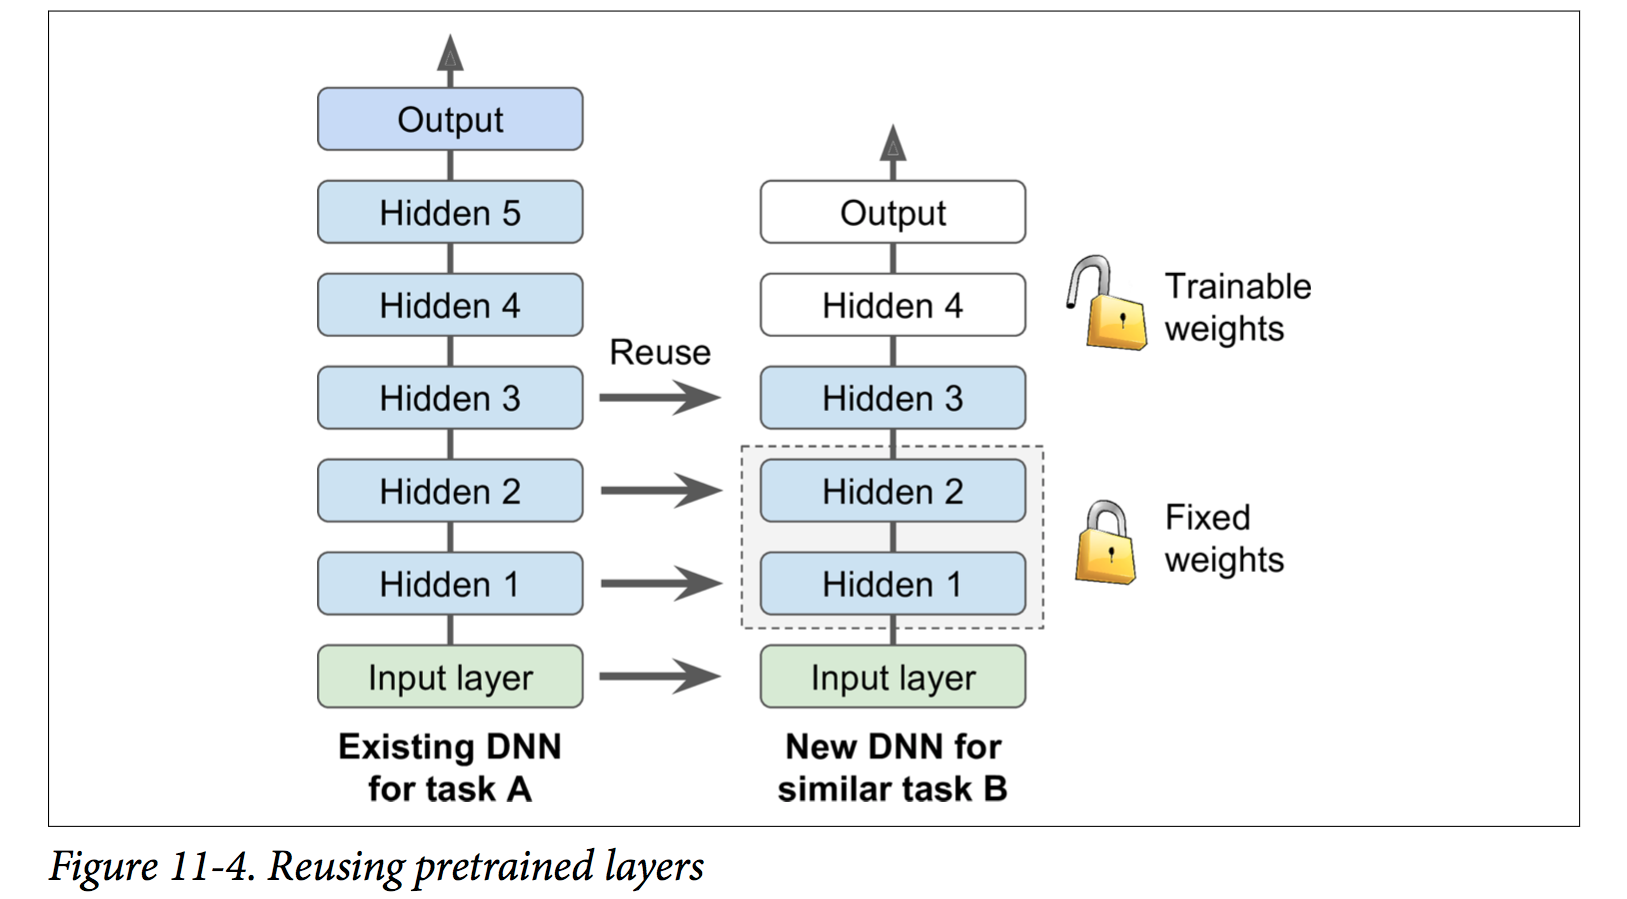 Output
Hidden 5
Hidden 4
Hidden 3
Hidden 2
Hidden 1
Input layer
Existing DNN
for task A
Reuse
Output
Hidden 4
Hidden 3
Hidden 2
Hidden 1
Input layer
New DNN for
similar task B
Trainable
weights
Fixed
weights
Figure 11-4. Reusing pretrained layers